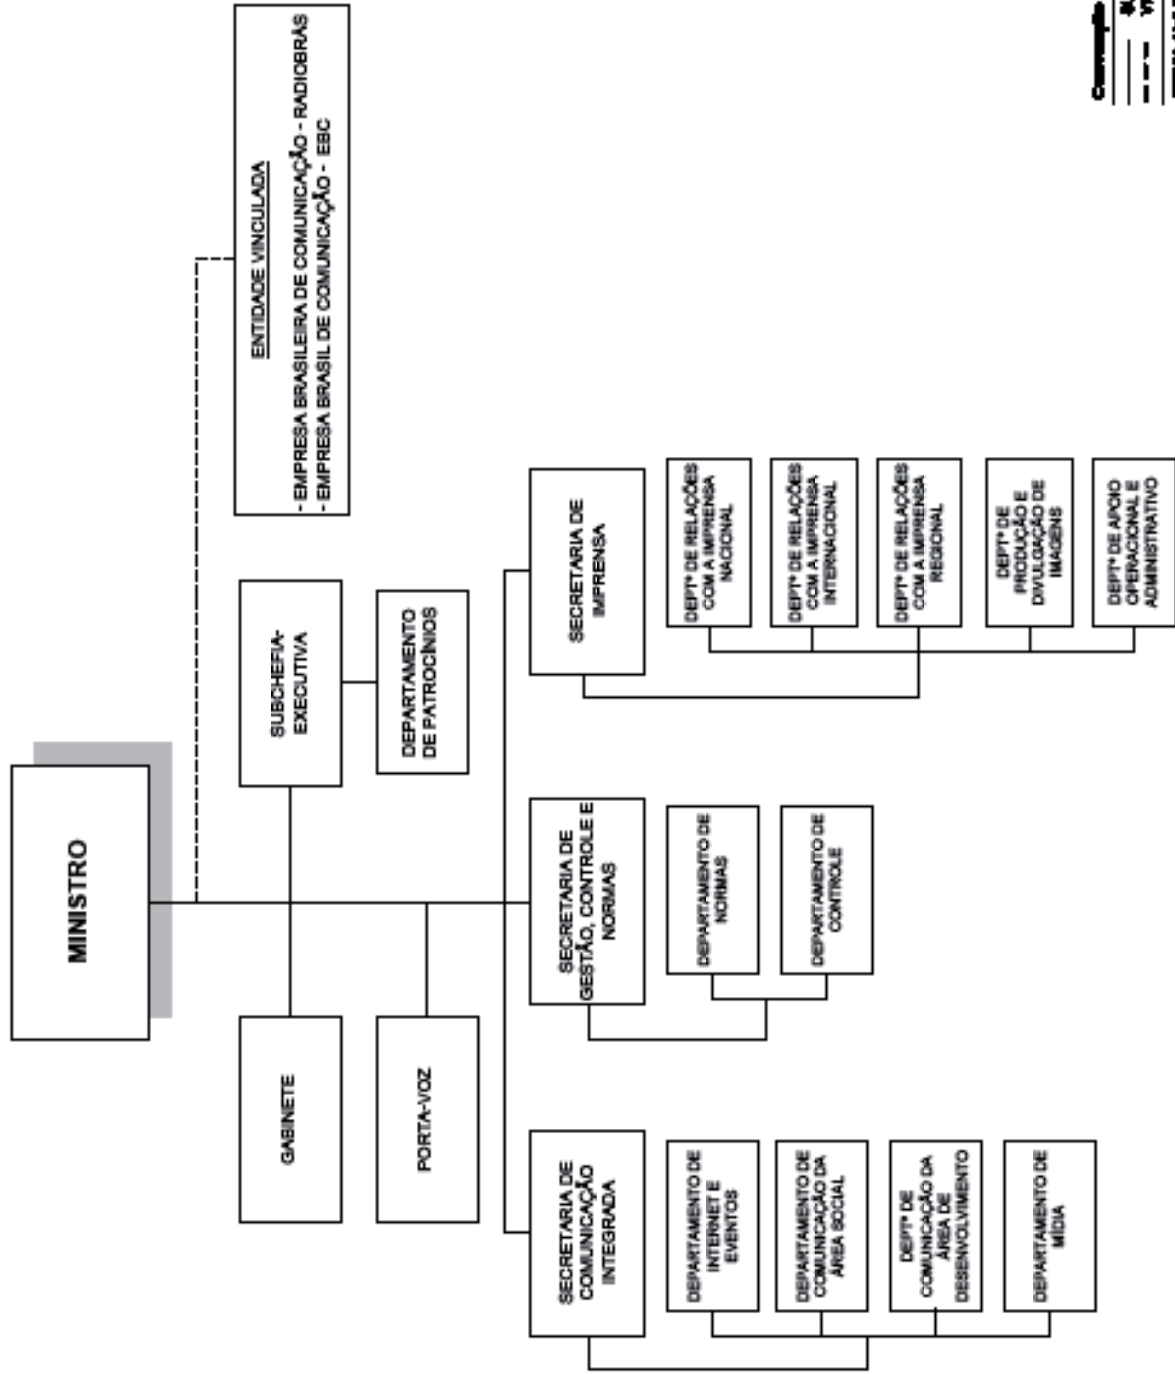 MINISTRO
ENTIDADE VINCULADA
- EMPRESA BRASILEIRA DE COMUNICAÇÃO - RADIOBRÁS
- EMPRESA BRASIL DE COMUNICAÇÃO - EBC
GABINETE
SUBCHEFIA-
EXECUTIVA
PORTA-VOZ
DEPARTAMENTO
DE PATROCÍNIOS
SECRETARIA DE
COMUNICAÇÃO
INTEGRADA
DEPARTAMENTO DE
INTERNET E
EVENTOS
DEPARTAMENTO DE
COMUNICAÇÃO DA
ÁREA SOCIAL
DEPTº DE
COMUNICAÇÃO DA
ÁREA DE
DESENVOLVIMENTO
DEPARTAMENTO DE
MÍDIA
SECRETARIA DE
GESTÃO, CONTROLE E
NORMAS
DEPARTAMENTO DE
NORMAS
DEPARTAMENTO DE
CONTROLE
SECRETARIA DE
IMPRENSA
DEPTº DE RELAÇÕES
COM A IMPRENSA
NACIONAL
DEPTº DE RELAÇÕES
COM A IMPRENSA
INTERNACIONAL
DEPTº DE RELAÇÕES
COM A IMPRENSA
REGIONAL
DEPTº DE
PRODUÇÃO E
DIVULGAÇÃO DE
IMAGENS
DEPTº DE APOIO
OPERACIONAL E
ADMINISTRATIVO